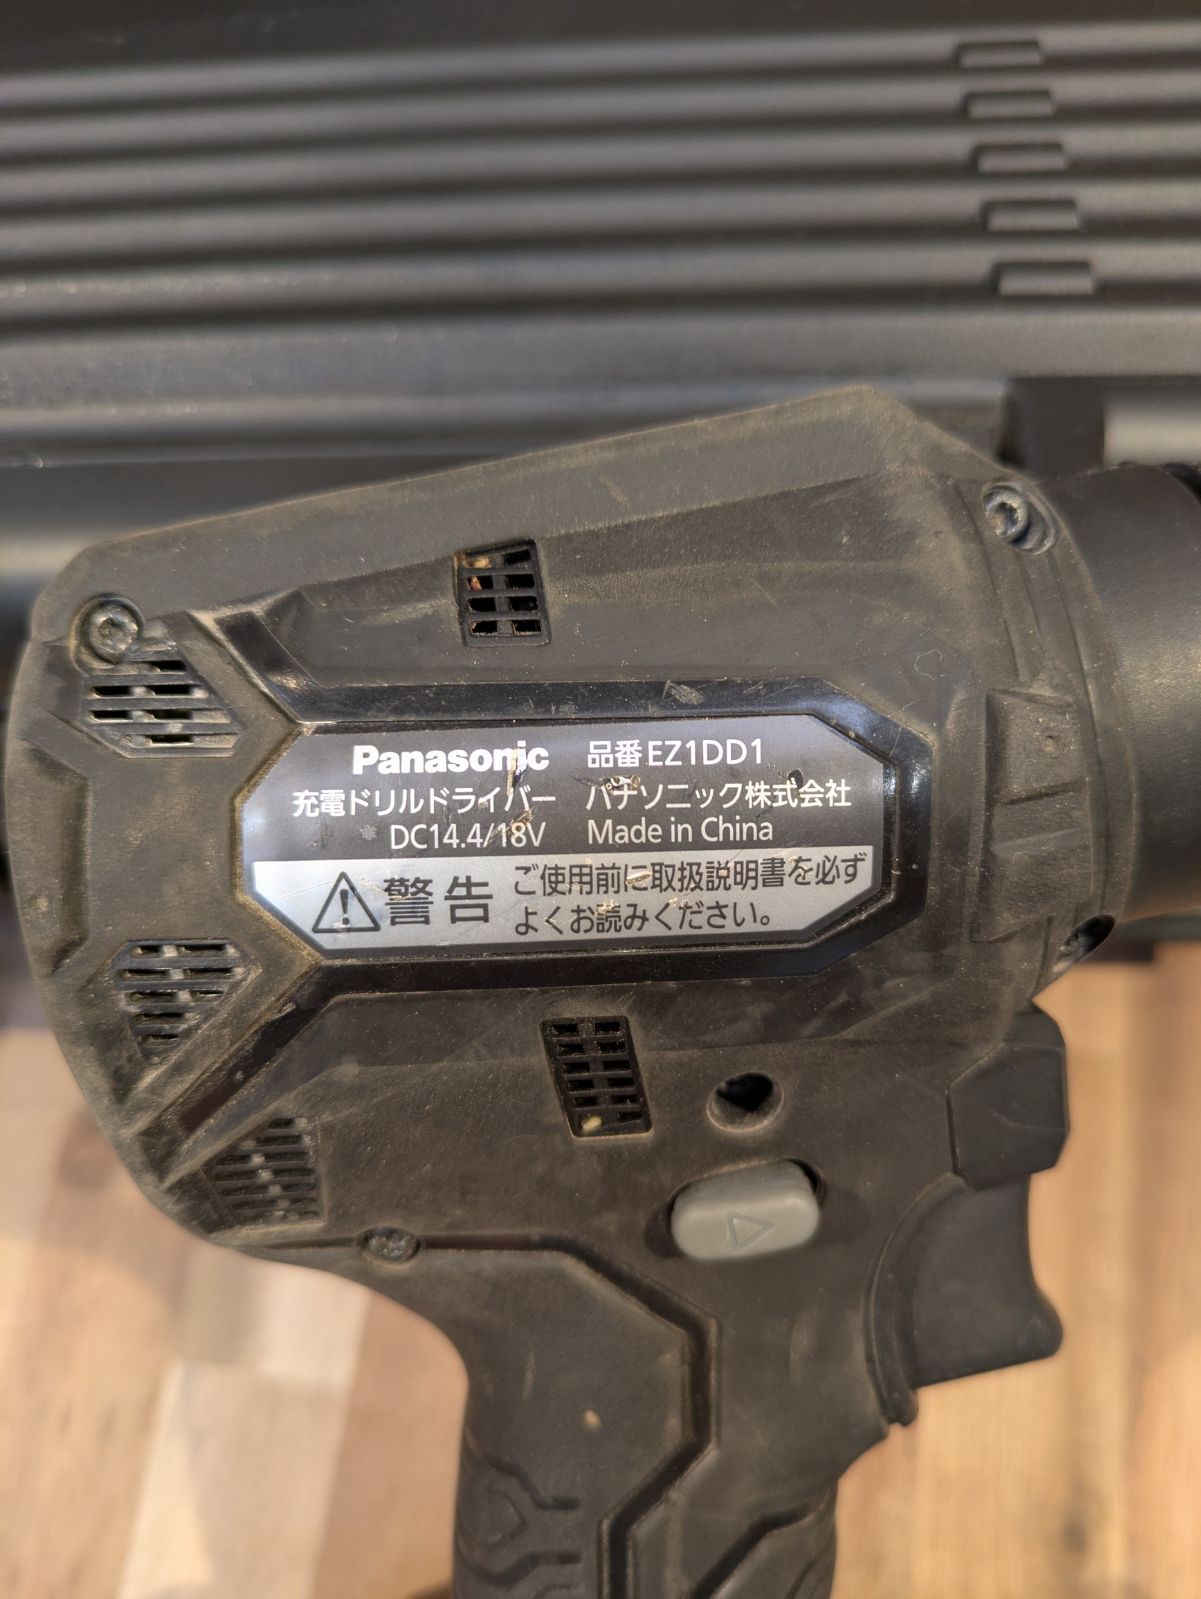 Panasonic 品番 EZ1DD1
充電ドリルドライバー パナソニック株式会社
DC14.4/18V Made in China
警告 ご使用前に取扱説明書を必ず
よくお読みください。